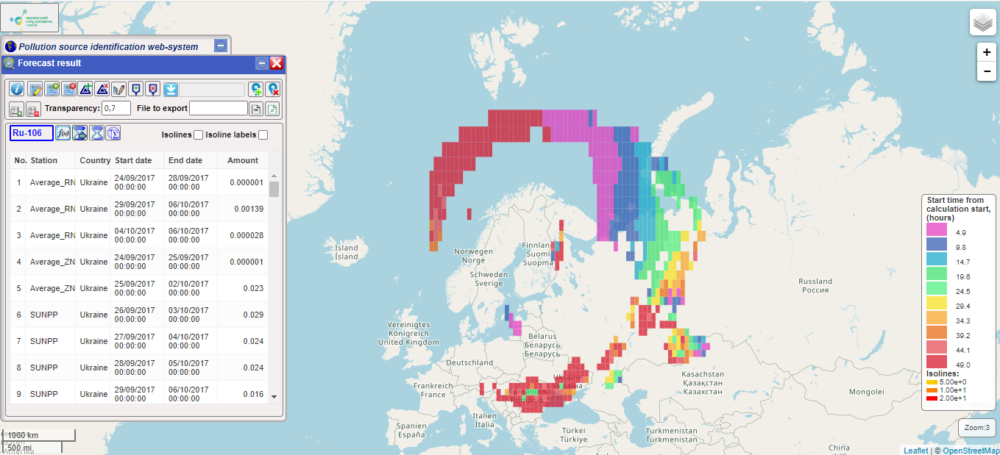 НАЦІОНАЛЬНИЙ
ФОНД ДОСЛІДЖЕНЬ
УКРАЇНИ
Pollution source identification web-system
Forecast result
Transparency: 0,7 File to export
Ru-106 f(x) Isolines Isoline labels
No. Station Country Start date End date Amount
1 Average_RN Ukraine 24/09/2017 00:00:00 28/09/2017 00:00:00 0.000001
2 Average_RN Ukraine 29/09/2017 00:00:00 06/10/2017 00:00:00 0.00139
3 Average_RN Ukraine 04/10/2017 00:00:00 06/10/2017 00:00:00 0.000028
4 Average_ZN Ukraine 24/09/2017 00:00:00 25/09/2017 00:00:00 0.000001
5 Average_ZN Ukraine 25/09/2017 00:00:00 02/10/2017 00:00:00 0.023
6 SUNPP Ukraine 26/09/2017 00:00:00 03/10/2017 00:00:00 0.029
7 SUNPP Ukraine 27/09/2017 00:00:00 04/10/2017 00:00:00 0.024
8 SUNPP Ukraine 28/09/2017 00:00:00 05/10/2017 00:00:00 0.024
9 SUNPP Ukraine 29/09/2017 00:00:00 06/10/2017 00:00:00 0.016
1000 km
500 mi
Ísland
Island
Norwegen
Norge
Finnland
Suomi
Suopma
Schweden
Sverige
Vereinigtes
Königreich
United Kingdom
Belarus
Беларусь
Беларусь
Deutschland
Ukraine
Україна
Frankreich
France
Rumänien
România
Italien
Italia
Spanien
España
Türkei
Türkiye
Russland
Россия
Kasachstan
Қазақстан
Казахстан
Mongolei
Turkmenistan
Türkmenistan
China
+
−
Start time from
calculation start,
(hours)
4.9
9.8
14.7
19.6
24.5
29.4
34.3
39.2
44.1
49.0
Isolines:
5.00e+0
1.00e+1
2.00e+1
Zoom:3
Leaflet | © OpenStreetMap